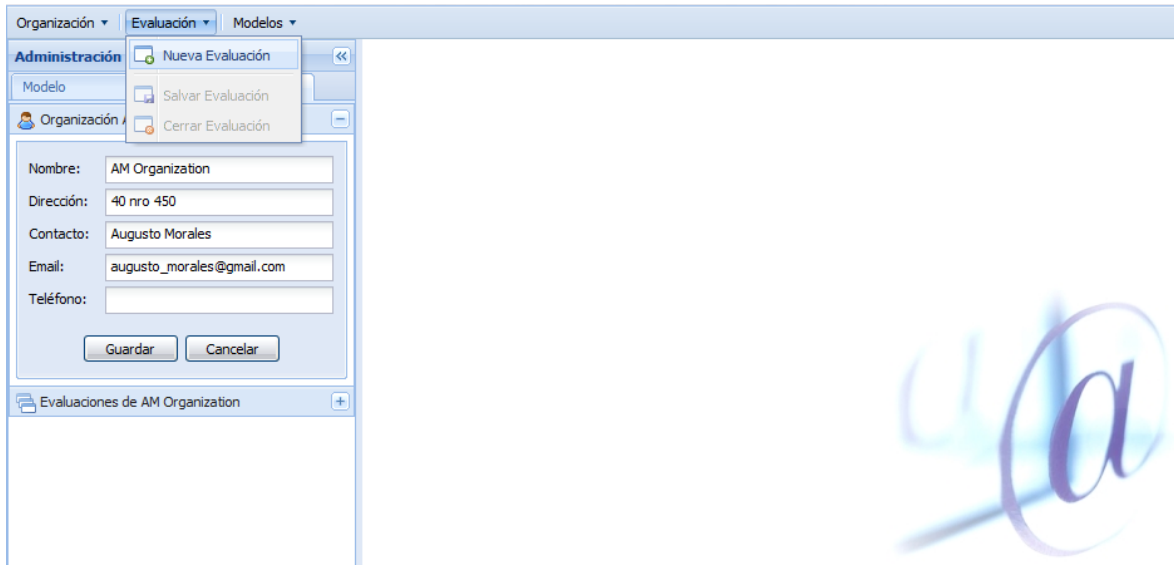 Organización Evaluación Modelos
Administración
Nueva Evaluación
Modelo
Salvar Evaluación
Organización A
Cerrar Evaluación
Nombre: AM Organization
Dirección: 40 nro 450
Contacto: Augusto Morales
Email: augusto_morales@gmail.com
Teléfono:
Guardar Cancelar
Evaluaciones de AM Organization
@